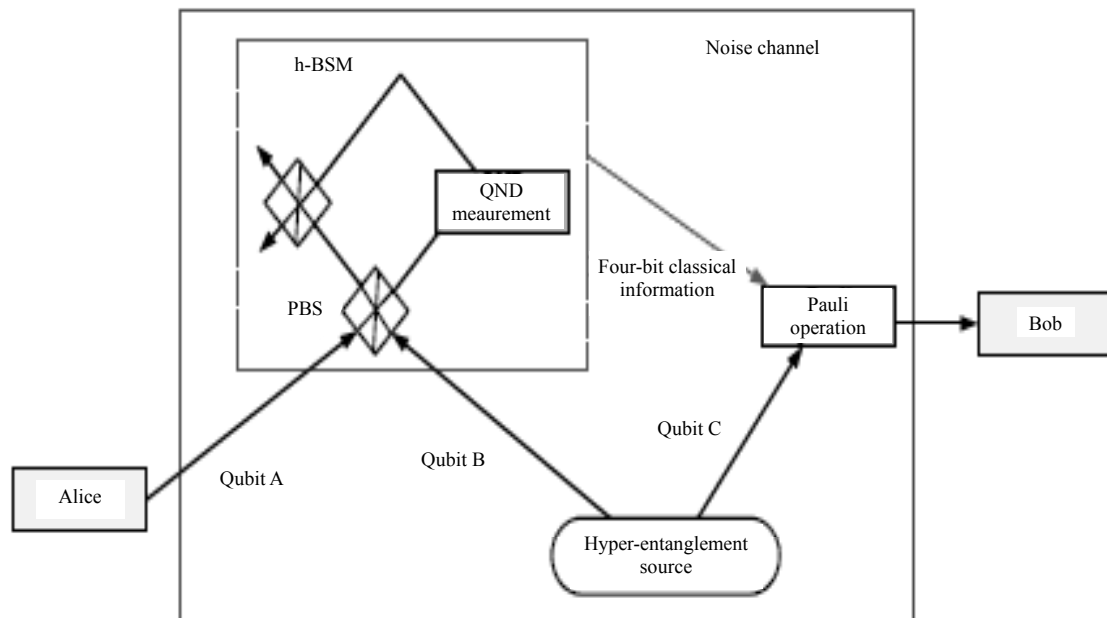 Noise channel
h-BSM
QND
meaurement
Four-bit classical
information
PBS
Pauli
operation
Bob
Qubit C
Qubit B
Qubit A
Alice
Hyper-entanglement
source